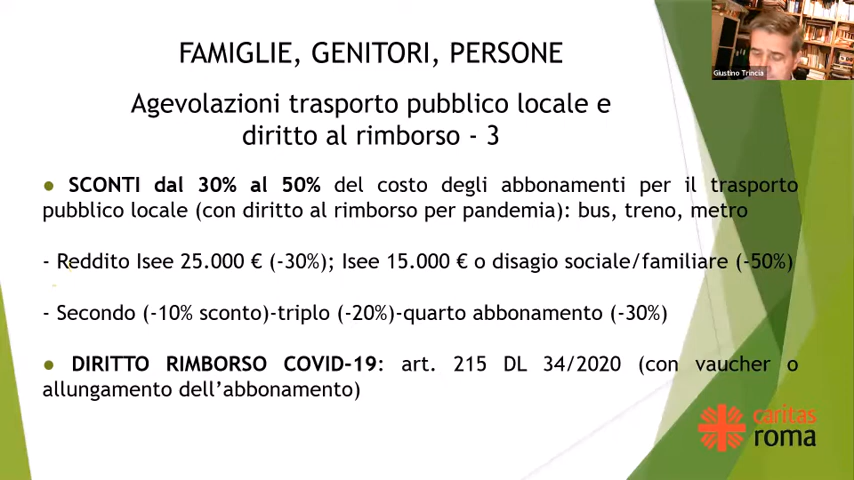 FAMIGLIE, GENITORI, PERSONE
Agevolazioni trasporto pubblico locale e
diritto al rimborso - 3
● SCONTI dal 30% al 50% del costo degli abbonamenti per il trasporto
pubblico locale (con diritto al rimborso per pandemia): bus, treno, metro
- Reddito Isee 25.000 € (-30%); Isee 15.000 € o disagio sociale/familiare (-50%)
- Secondo (-10% sconto)-triplo (-20%)-quarto abbonamento (-30%)
● DIRITTO RIMBORSO COVID-19: art. 215 DL 34/2020 (con vaucher o
allungamento dell'abbonamento)
Giustino Trincia
caritas
roma